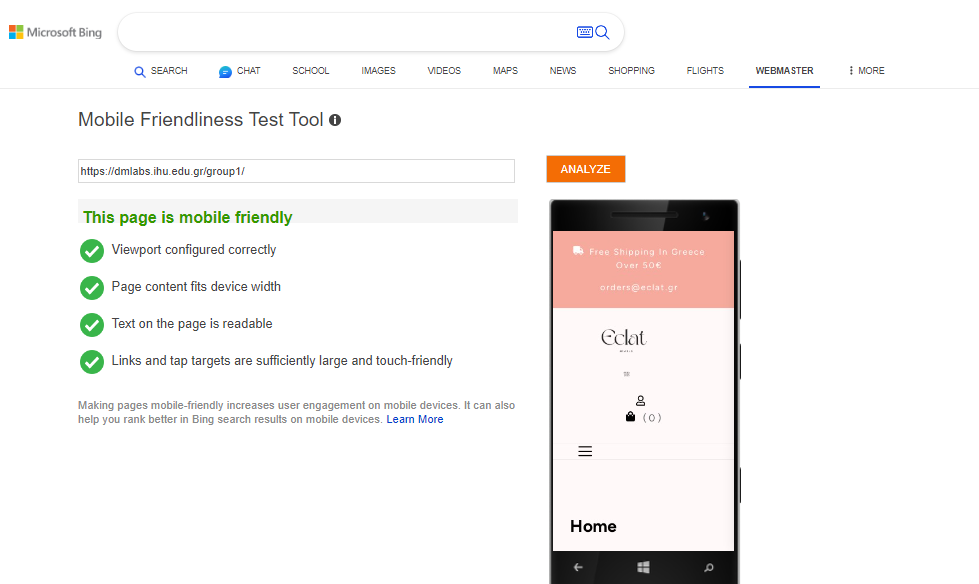 Microsoft Bing
SEARCH CHAT SCHOOL IMAGES VIDEOS MAPS NEWS SHOPPING FLIGHTS WEBMASTER MORE
Mobile Friendliness Test Tool
https://dmlabs.ihu.edu.gr/group1/
ANALYZE
This page is mobile friendly
Viewport configured correctly
Page content fits device width
Text on the page is readable
Links and tap targets are sufficiently large and touch-friendly
Making pages mobile-friendly increases user engagement on mobile devices. It can also
help you rank better in Bing search results on mobile devices. Learn More
Free Shipping In Greece
Over 50€
orders@eclat.gr
Eclat
(0)
Home